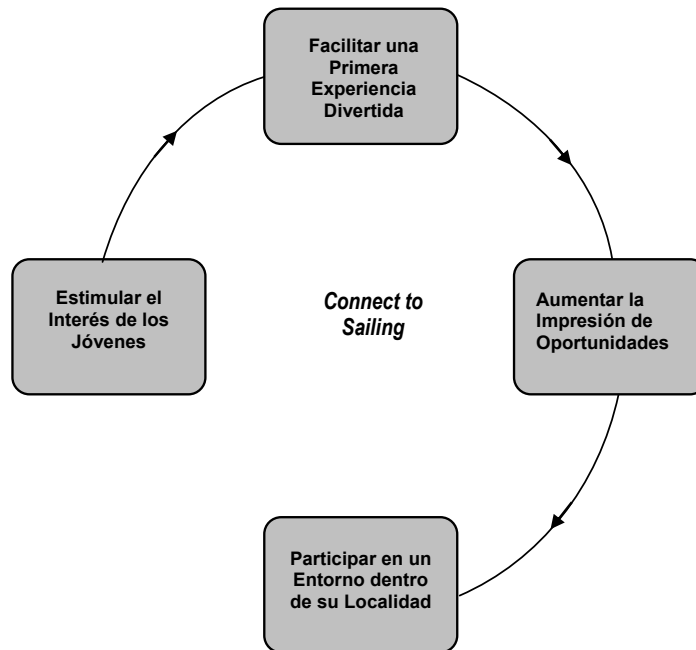 Facilitar una
Primera
Experiencia
Divertida
Estimular el
Interés de los
Jóvenes
Connect to
Sailing
Aumentar la
Impresión de
Oportunidades
Participar en un
Entorno dentro
de su Localidad